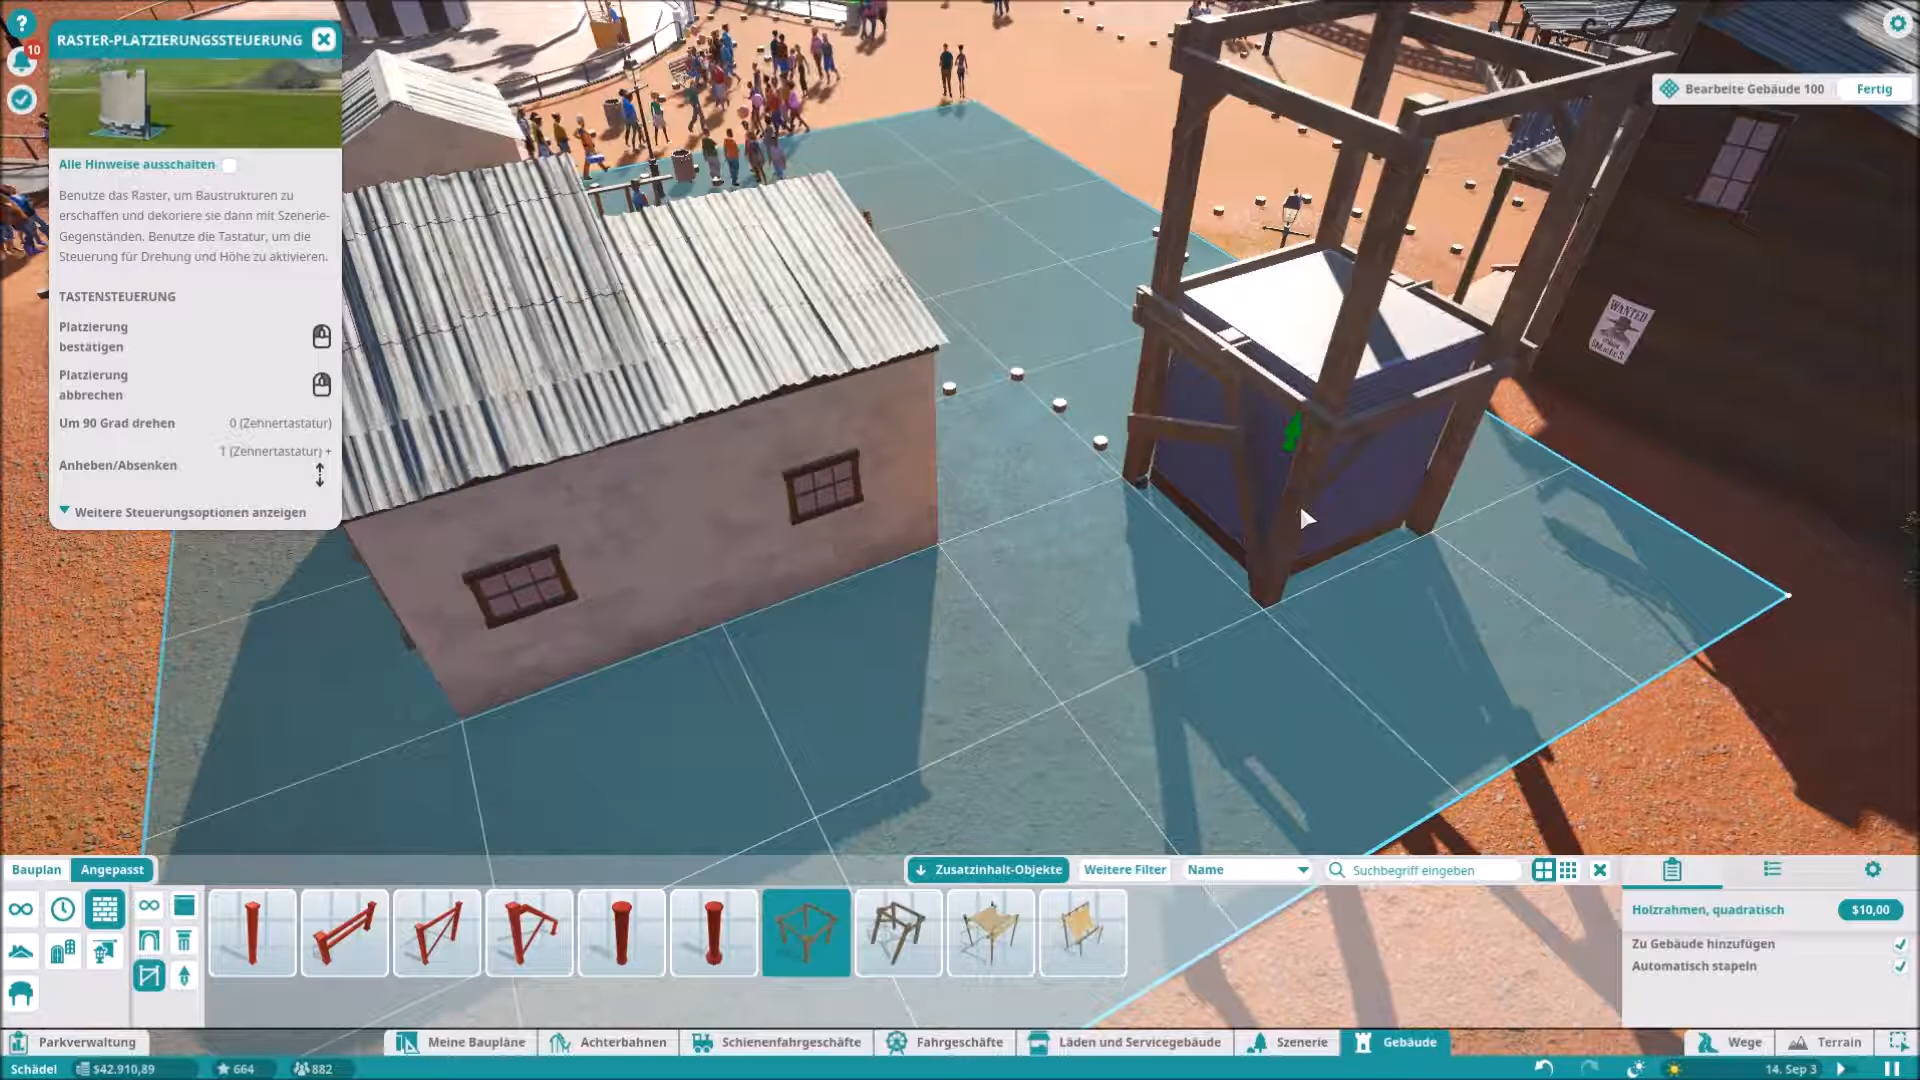 ?
10
RASTER-PLATZIERUNGSSTEUERUNG
Alle Hinweise ausschalten
Benutze das Raster, um Baustrukturen zu
erschaffen und dekoriere sie dann mit Szenerie-
Gegenständen. Benutze die Tastatur, um die
Steuerung für Drehung und Höhe zu aktivieren.
TASTENSTEUERUNG
Platzierung
bestätigen
Platzierung
abbrechen
Um 90 Grad drehen 0 (Zehnertastatur)
1 (Zehnertastatur) +
Anheben/Absenken
Weitere Steuerungsoptionen anzeigen
Bearbeite Gebäude 100 Fertig
WANTED
Bauplan Angepasst
Zusatzinhalt-Objekte Weitere Filter Name Suchbegriff eingeben
Holzrahmen, quadratisch $10,00
Zu Gebäude hinzufügen
Automatisch stapeln
Parkverwaltung Meine Baupläne Achterbahnen Schienenfahrgeschäfte Fahrgeschäfte Läden und Servicegebäude Szenerie Gebäude Wege Terrain
Schädel $42.910,89 664 882 14. Sep 3